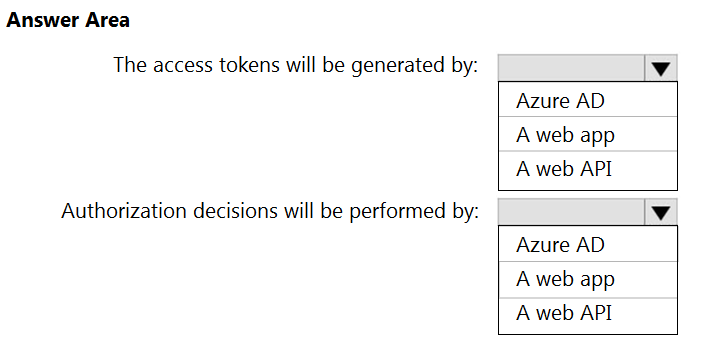 Answer Area
The access tokens will be generated by:
Azure AD
A web app
A web API
Authorization decisions will be performed by:
Azure AD
A web app
A web API